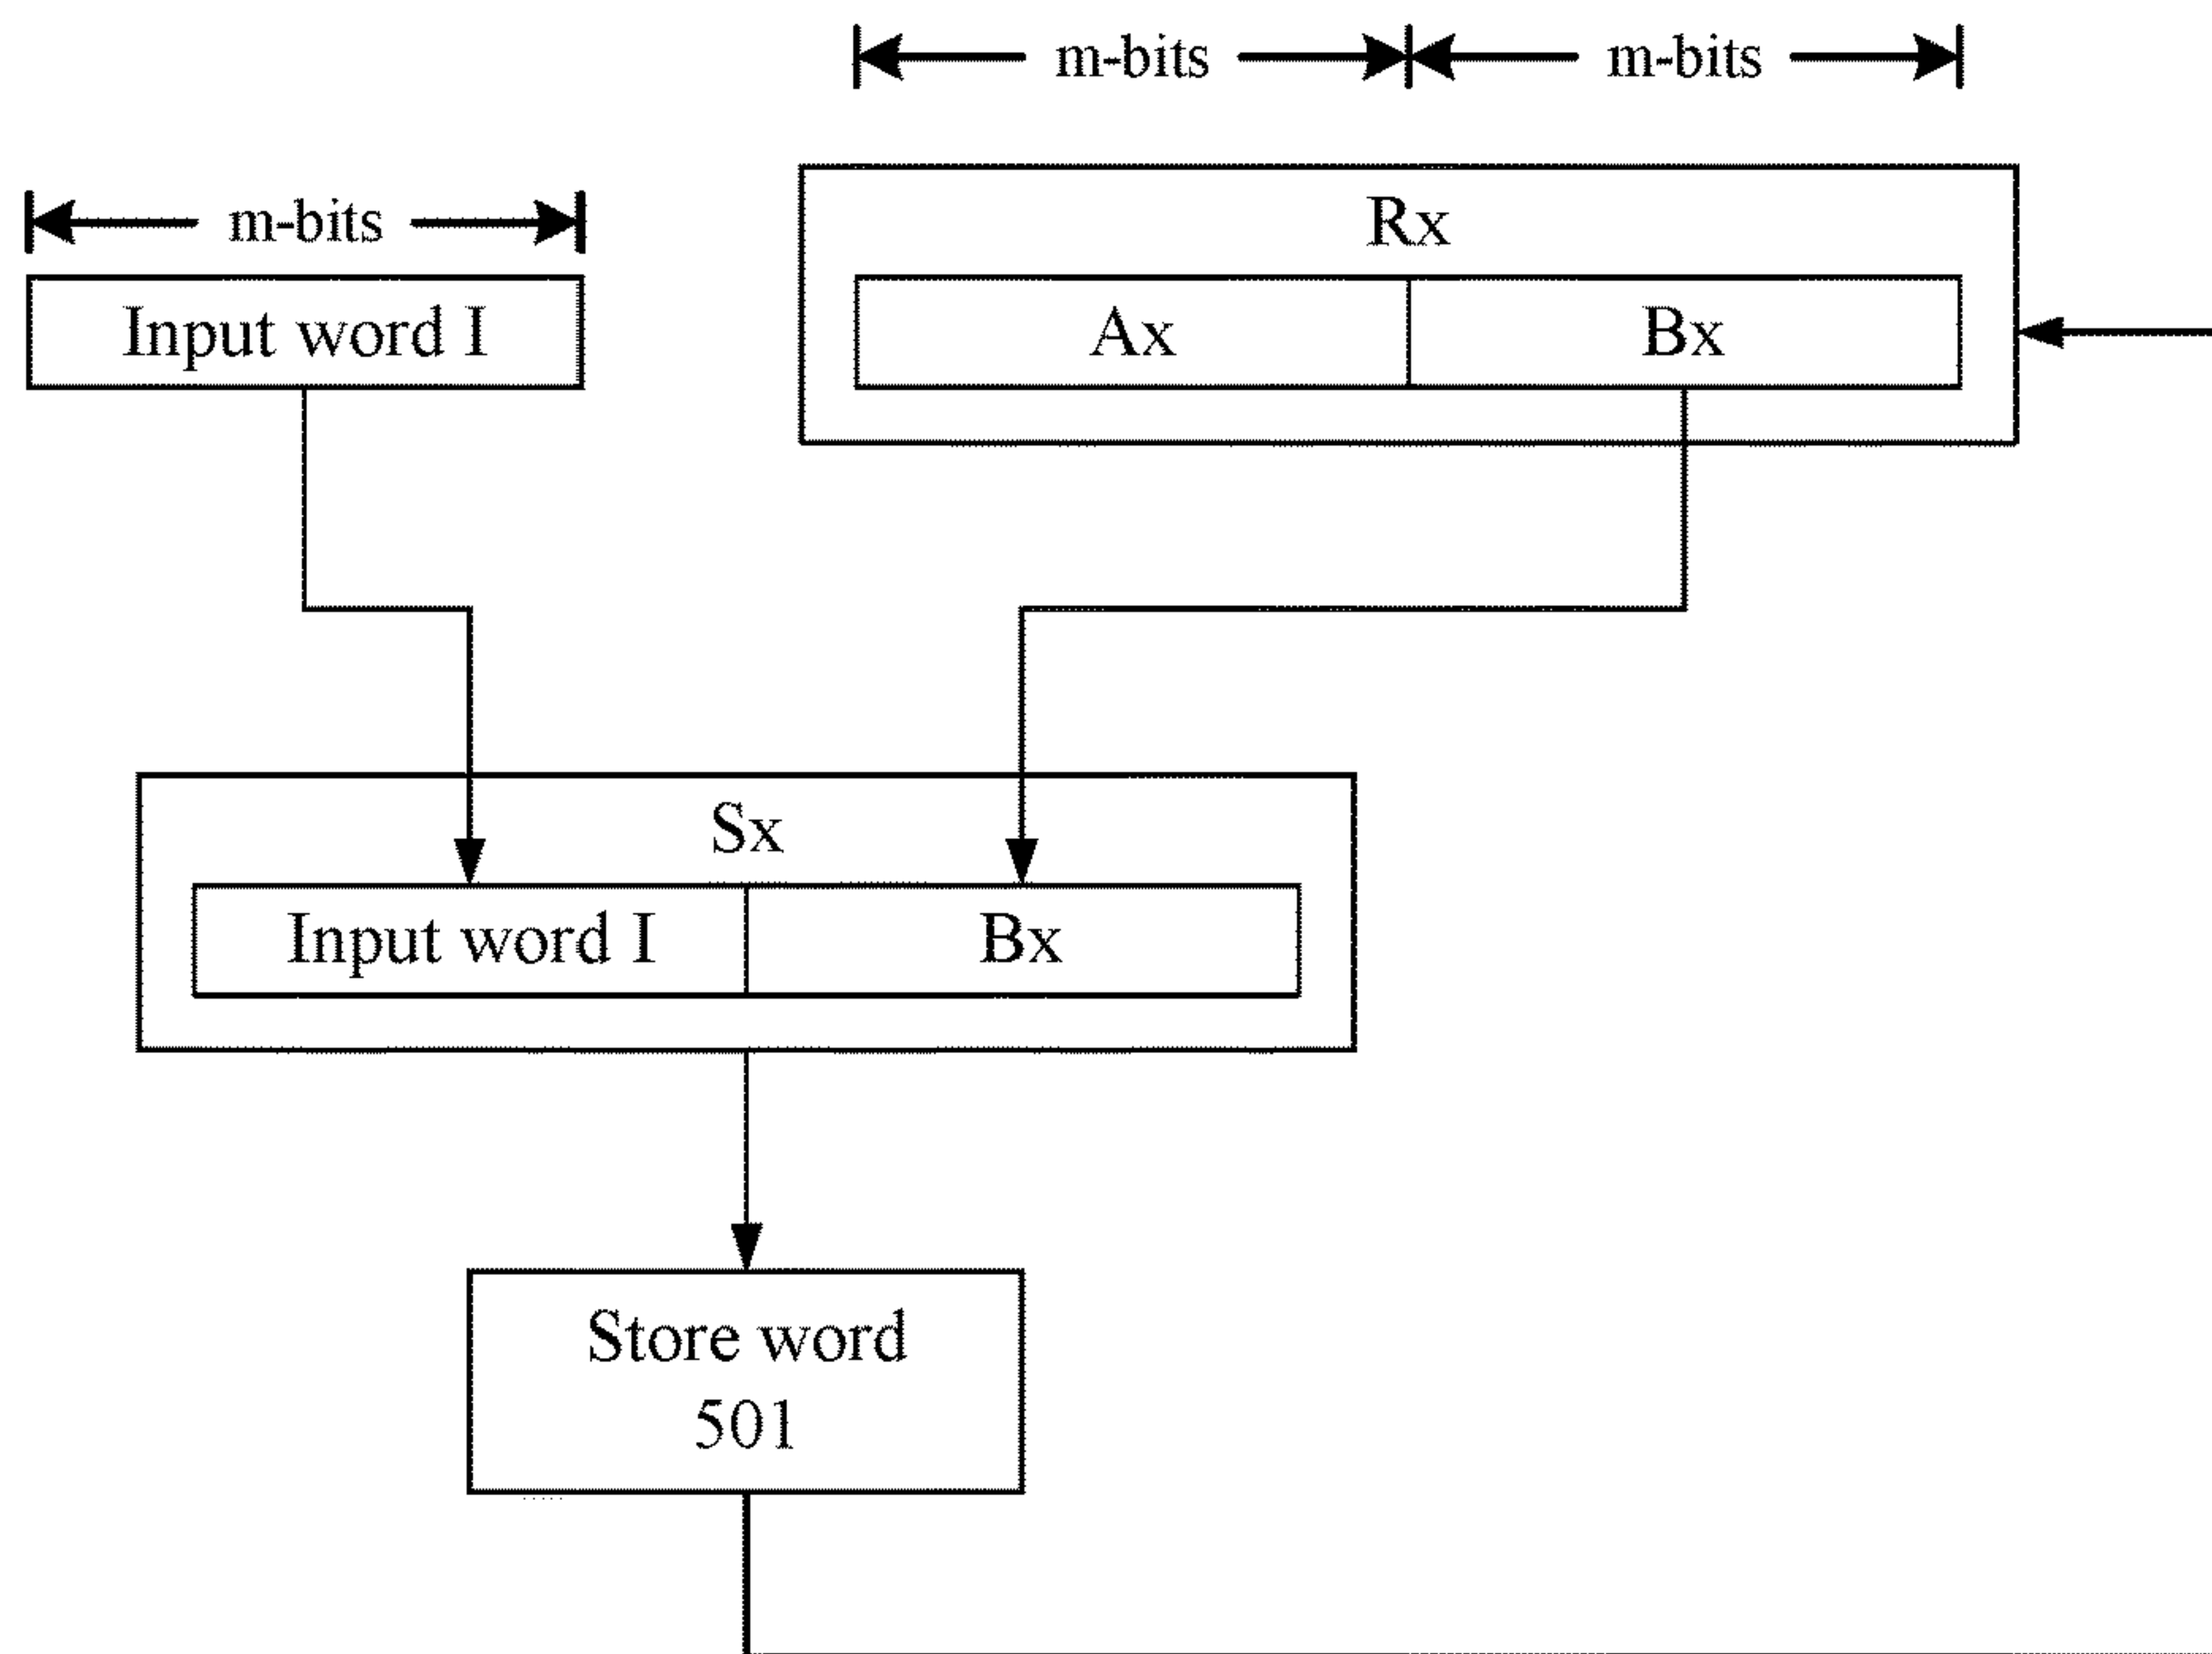 m-bits m-bits
m-bits
Rx
Input word I
Ax Bx
Sx
Input word I Bx
Store word
501